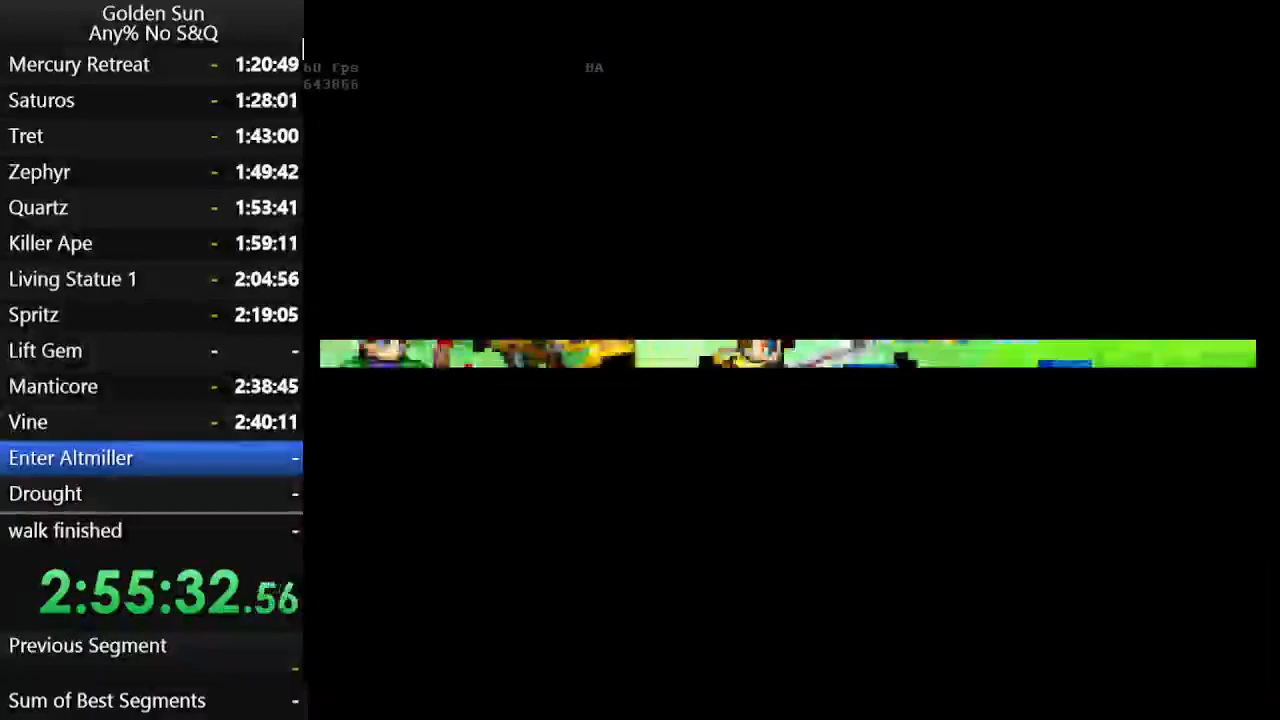 Golden Sun
Any% No S&Q
Mercury Retreat - 1:20:49
Saturos - 1:28:01
Tret - 1:43:00
Zephyr - 1:49:42
Quartz - 1:53:41
Killer Ape - 1:59:11
Living Statue 1 - 2:04:56
Spritz - 2:19:05
Lift Gem - -
Manticore - 2:38:45
Vine - 2:40:11
Enter Altmiller -
Drought -
walk finished -
2:55:32.56
Previous Segment
-
Sum of Best Segments -
60 fps
643866